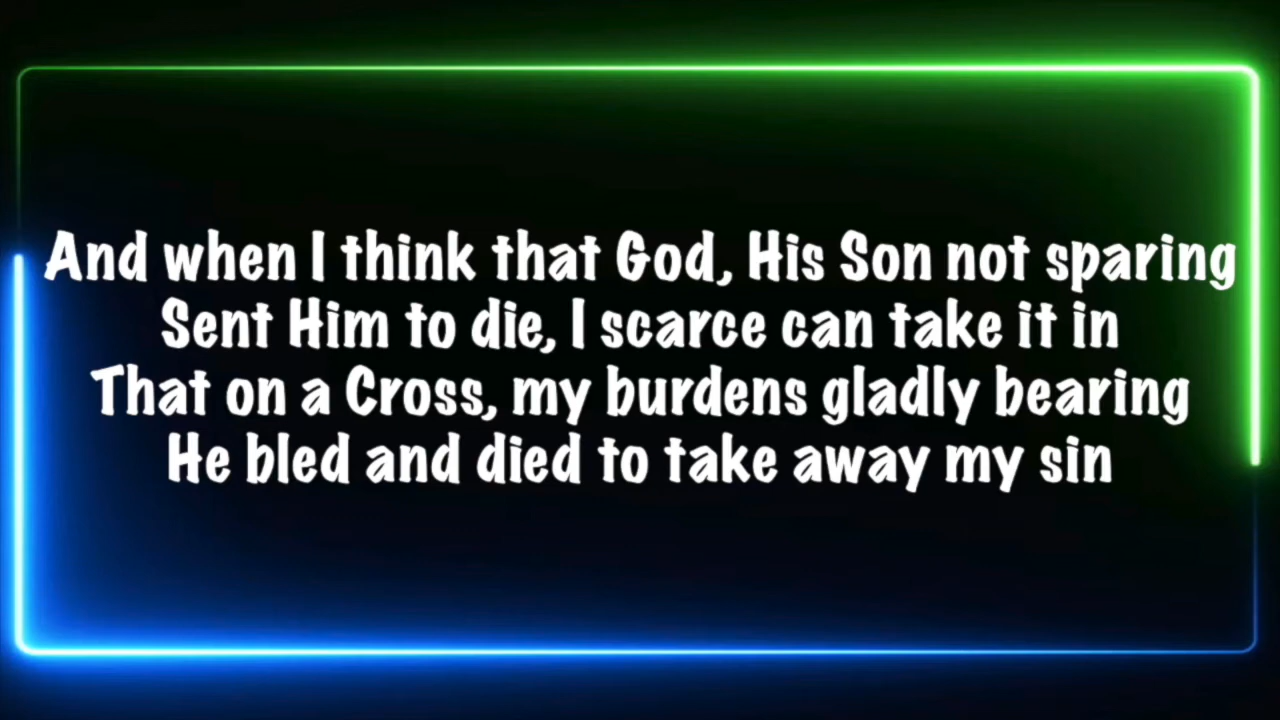 And when I think that God, His Son not sparing
Sent Him to die, I scarce can take it in
That on a Cross, my burdens gladly bearing
He bled and died to take away my sin